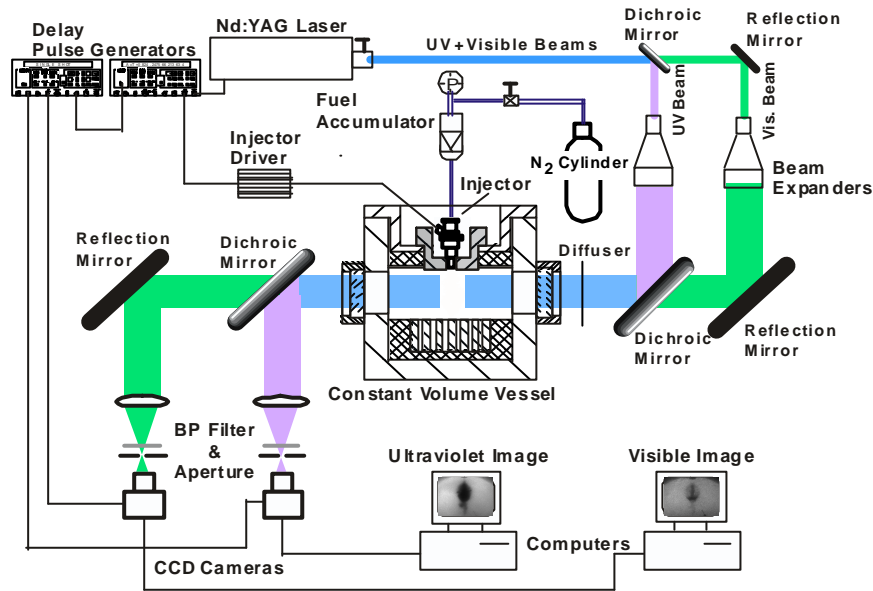 Delay
Pulse Generators
Nd:YAG Laser
UV+Visible Beams
Dichroic
Mirror
Reflection
Mirror
UV Beam
Vis. Beam
Fuel
Accumulator
P
Injector
Driver
N2 Cylinder
Beam
Expanders
Injector
Reflection
Mirror
Dichroic
Mirror
Diffuser
Dichroic
Mirror
Reflection
Mirror
Constant Volume Vessel
BP Filter
&
Aperture
Ultraviolet Image
Visible Image
Computers
CCD Cameras